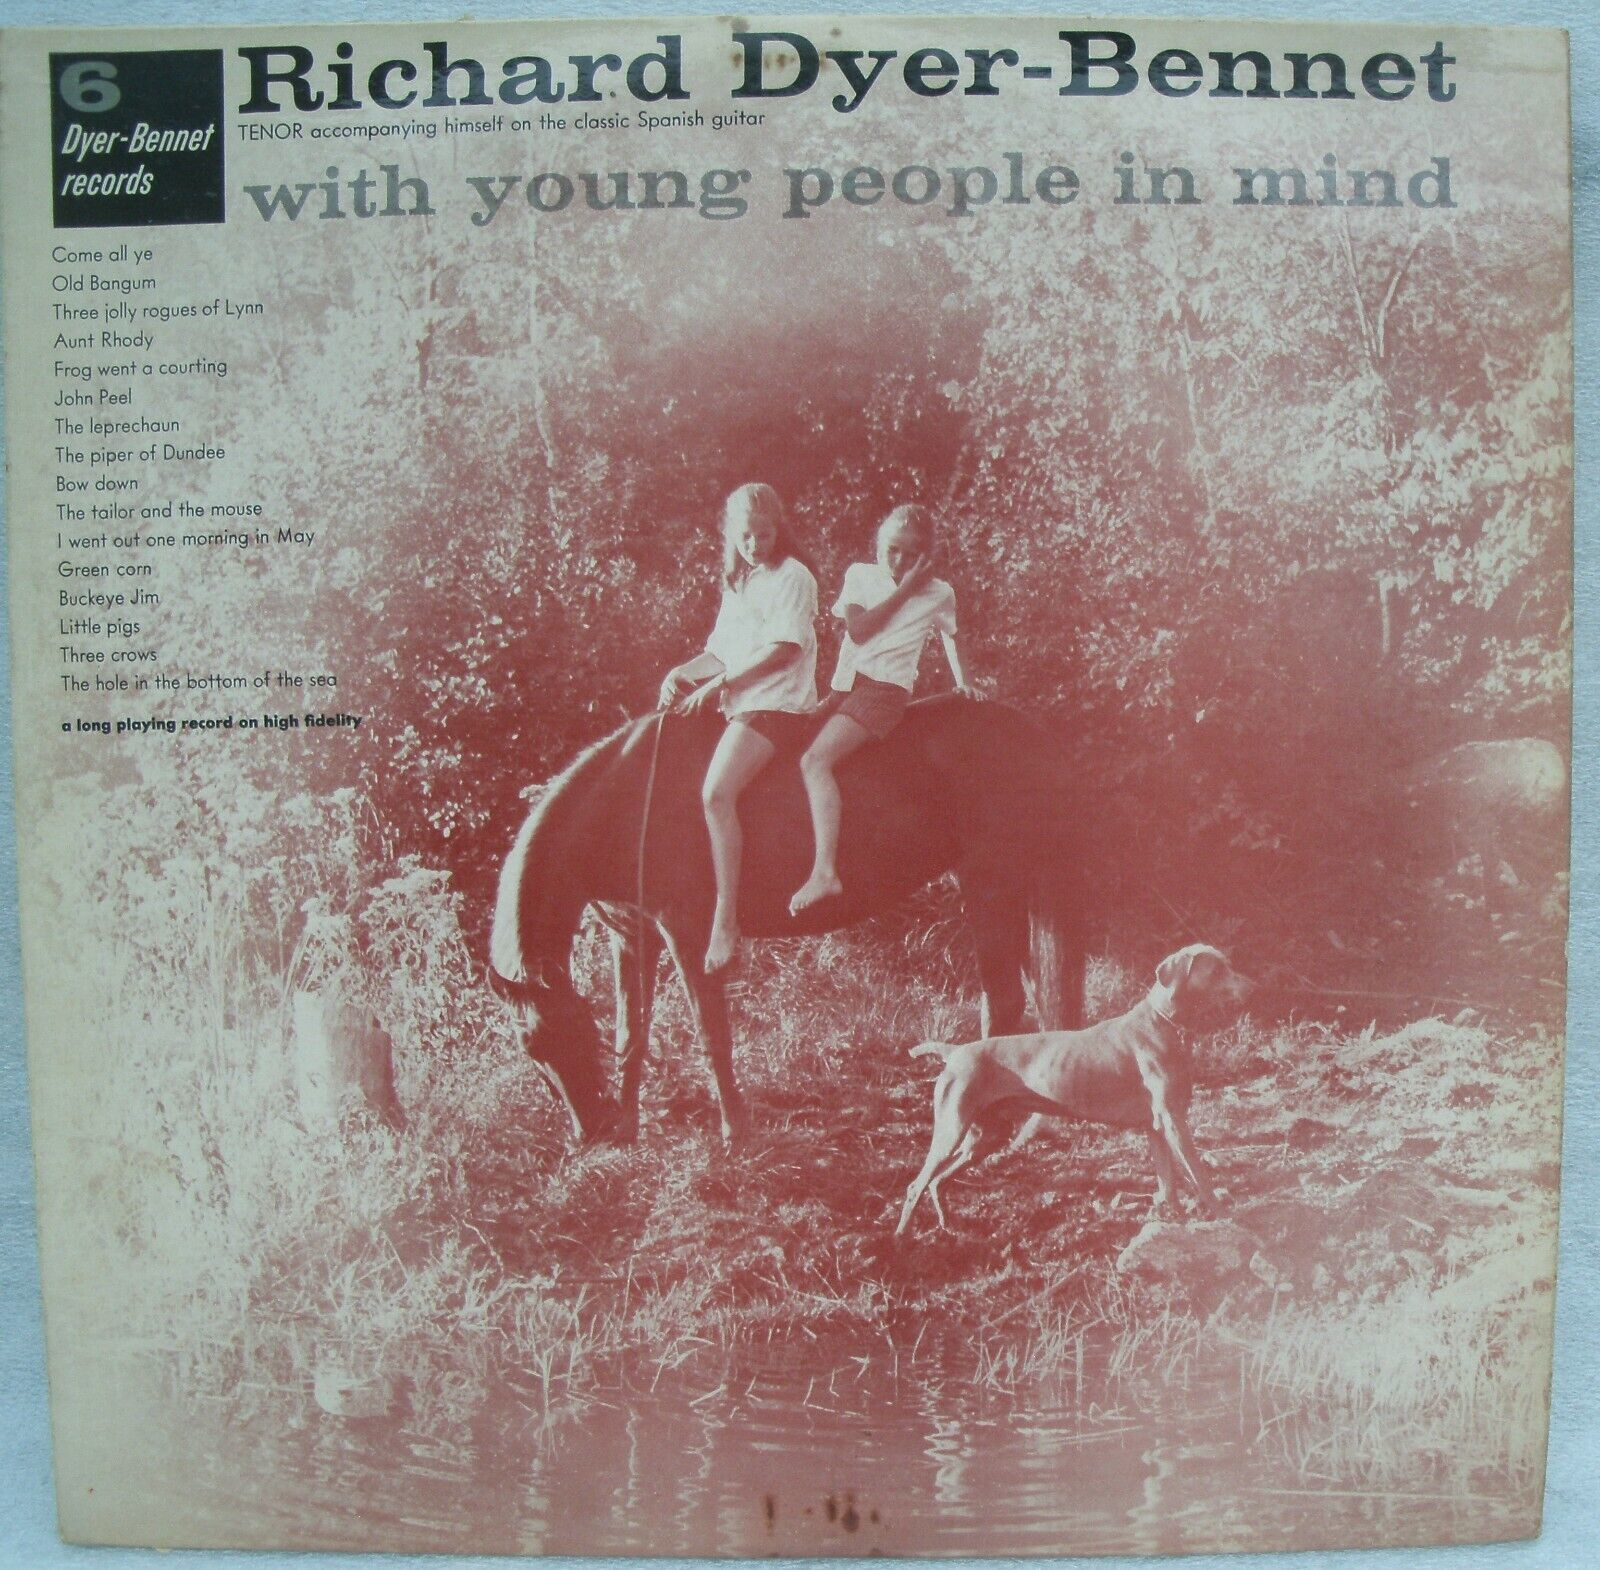 6
Dyer-Bennet
records
Richard Dyer-Bennet
TENOR accompanying himself on the classic Spanish guitar
with young people in mind
Come all ye
Old Bangum
Three jolly rogues of Lynn
Aunt Rhody
Frog went a courting
John Peel
The leprechaun
The piper of Dundee
Bow down
The tailor and the mouse
I went out one morning in May
Green corn
Buckeye Jim
Little pigs
Three crows
The hole in the bottom of the sea
a long playing record on high fidelity